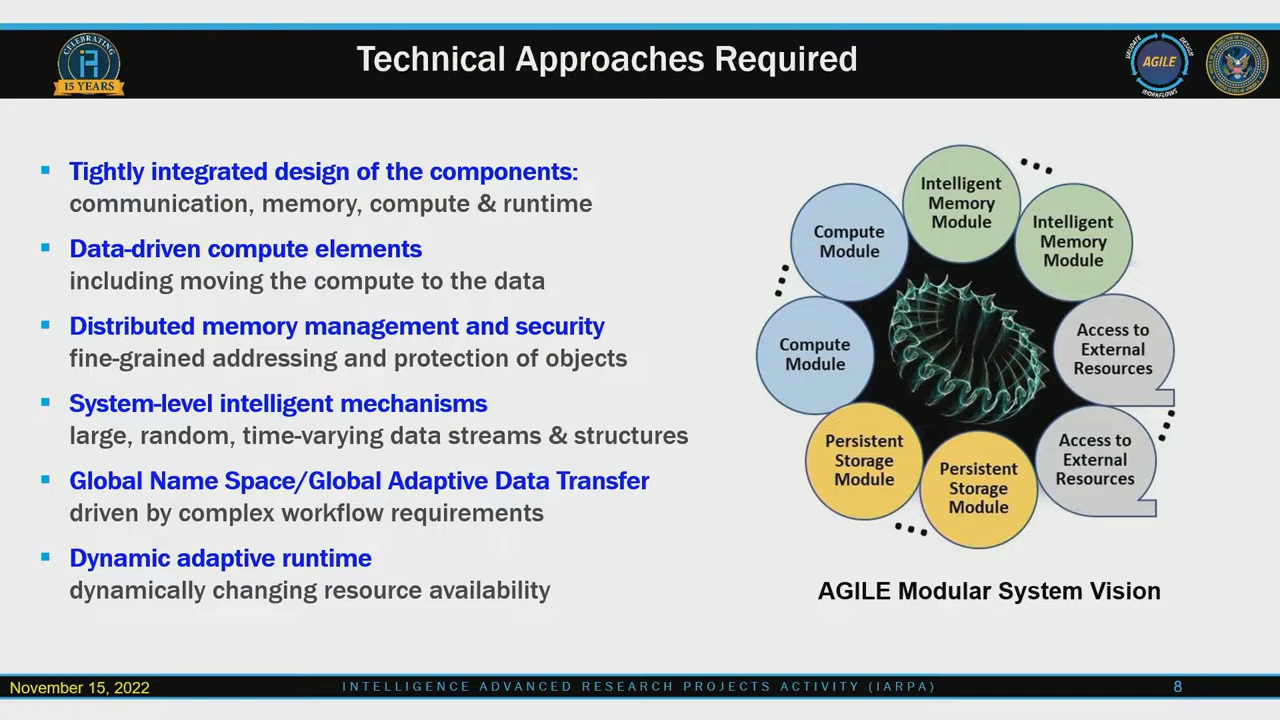 CELEBRATING
15 YEARS
Technical Approaches Required
VALIDATE
DESIGN
AGILE
WORKFLOWS
Tightly integrated design of the components:
communication, memory, compute & runtime
Data-driven compute elements
including moving the compute to the data
Distributed memory management and security
fine-grained addressing and protection of objects
System-level intelligent mechanisms
large, random, time-varying data streams & structures
Global Name Space/Global Adaptive Data Transfer
driven by complex workflow requirements
Dynamic adaptive runtime
dynamically changing resource availability
Intelligent
Memory
Module
Intelligent
Memory
Module
Compute
Module
Compute
Module
Access to
External
Resources
Access to
External
Resources
Persistent
Storage
Module
Persistent
Storage
Module
AGILE Modular System Vision
November 15, 2022
INTELLIGENCE ADVANCED RESEARCH PROJECTS ACTIVITY (IARPA)
8